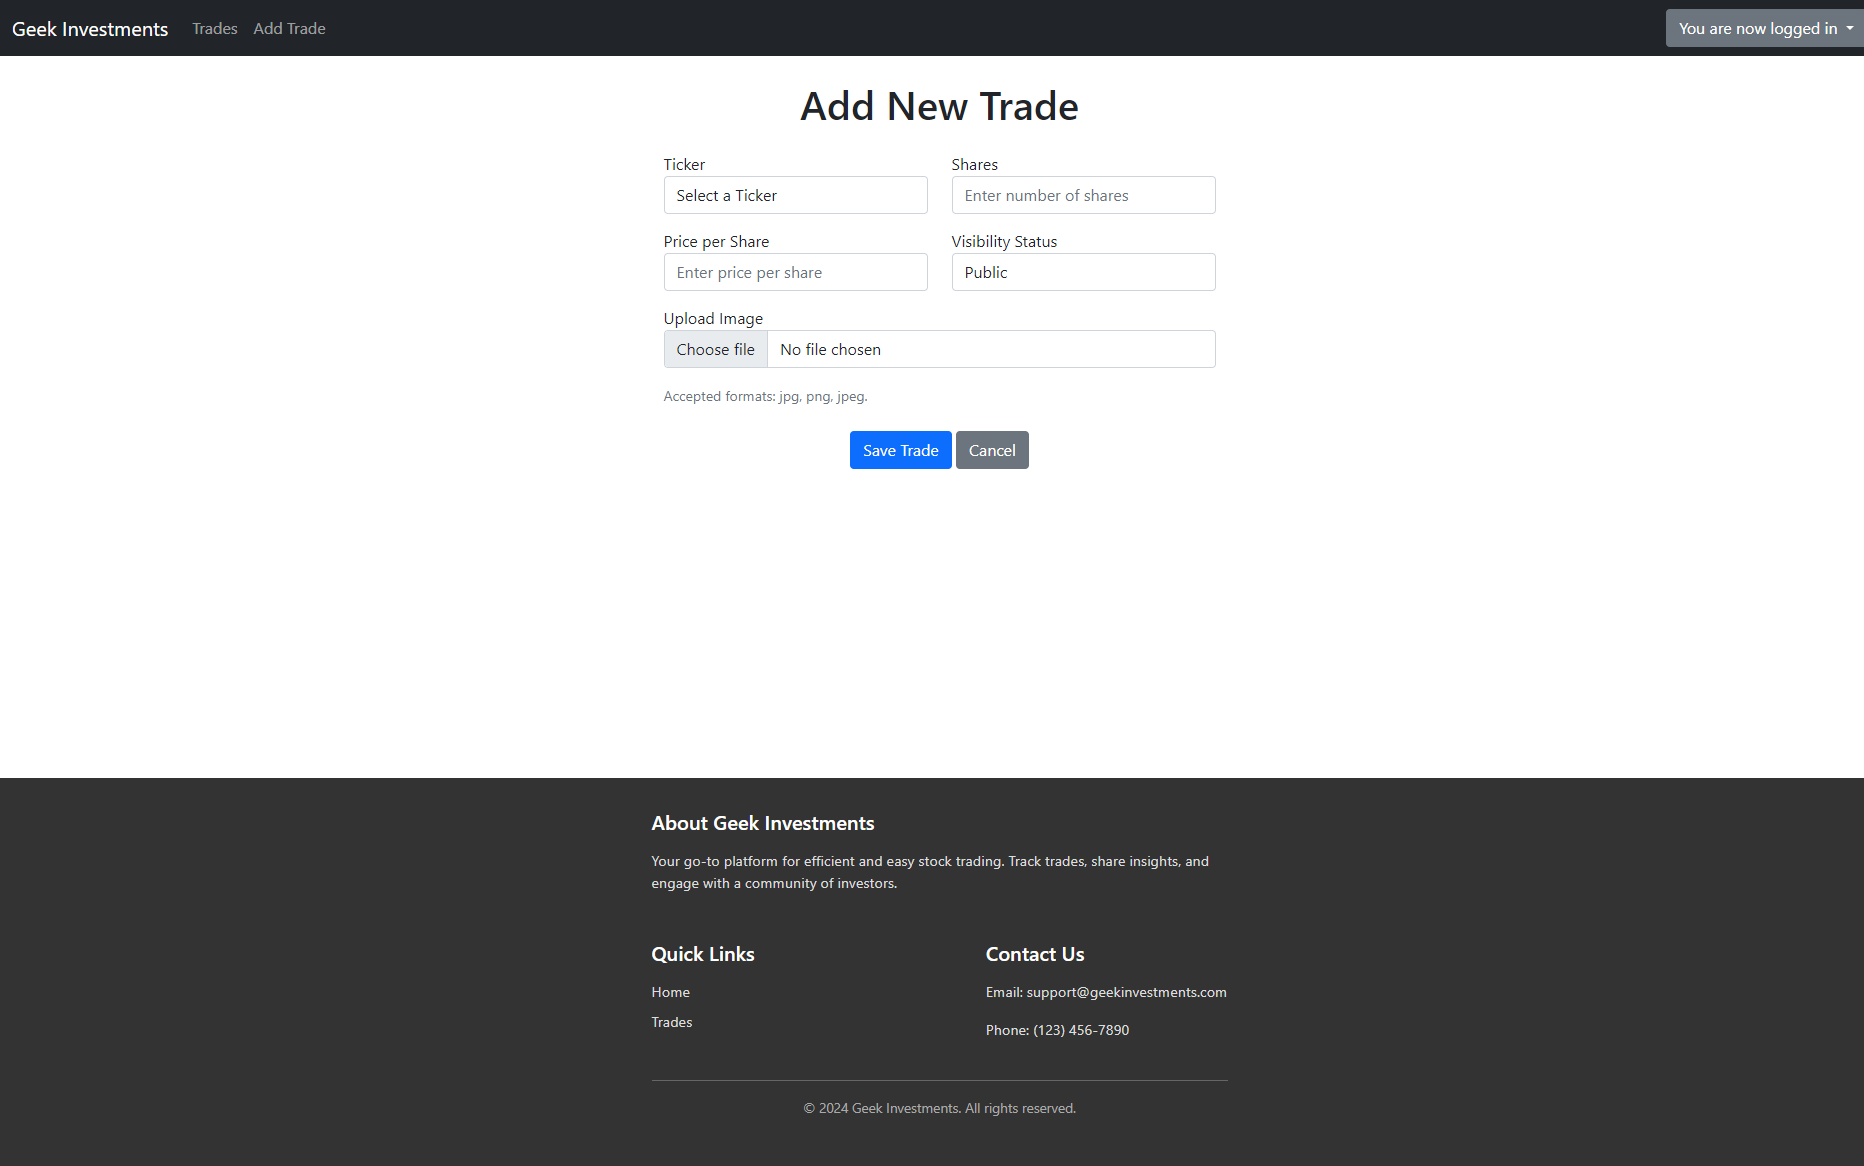 Geek Investments Trades Add Trade You are now logged in
Add New Trade
Ticker Shares
Select a Ticker Enter number of shares
Price per Share Visibility Status
Enter price per share Public
Upload Image
Choose file No file chosen
Accepted formats: jpg, png, jpeg.
Save Trade Cancel
About Geek Investments
Your go-to platform for efficient and easy stock trading. Track trades, share insights, and
engage with a community of investors.
Quick Links
Home
Trades
Contact Us
Email: support@geekinvestments.com
Phone: (123) 456-7890
© 2024 Geek Investments. All rights reserved.